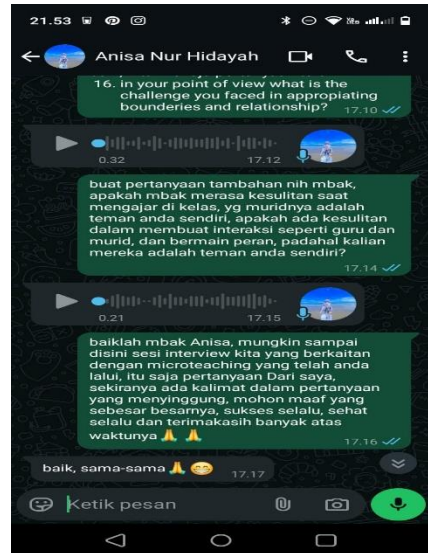 21.53
Anisa Nur Hidayah
16. in your point of view what is the
challenge you faced in appropiating
bounderies and relationship?
17.10
0.32
17.12
buat pertanyaan tambahan nih mbak,
apakah mbak merasa kesulitan saat
mengajar di kelas, yg muridnya adalah
teman anda sendiri, apakah ada kesulitan
dalam membuat interaksi seperti guru dan
murid, dan bermain peran, padahal kalian
mereka adalah teman anda sendiri?
17.14
0.21
17.15
baiklah mbak Anisa, mungkin sampai
disini sesi interview kita yang berkaitan
dengan microteaching yang telah anda
lalui, itu saja pertanyaan Dari saya,
sekiranya ada kalimat dalam pertanyaan
yang menyinggung, mohon maaf yang
sebesar besarnya, sukses selalu, sehat
selalu dan terimakasih banyak atas
waktunya 🙏 🙏
17.16
baik, sama-sama 🙏 😁
17.17
Ketik pesan